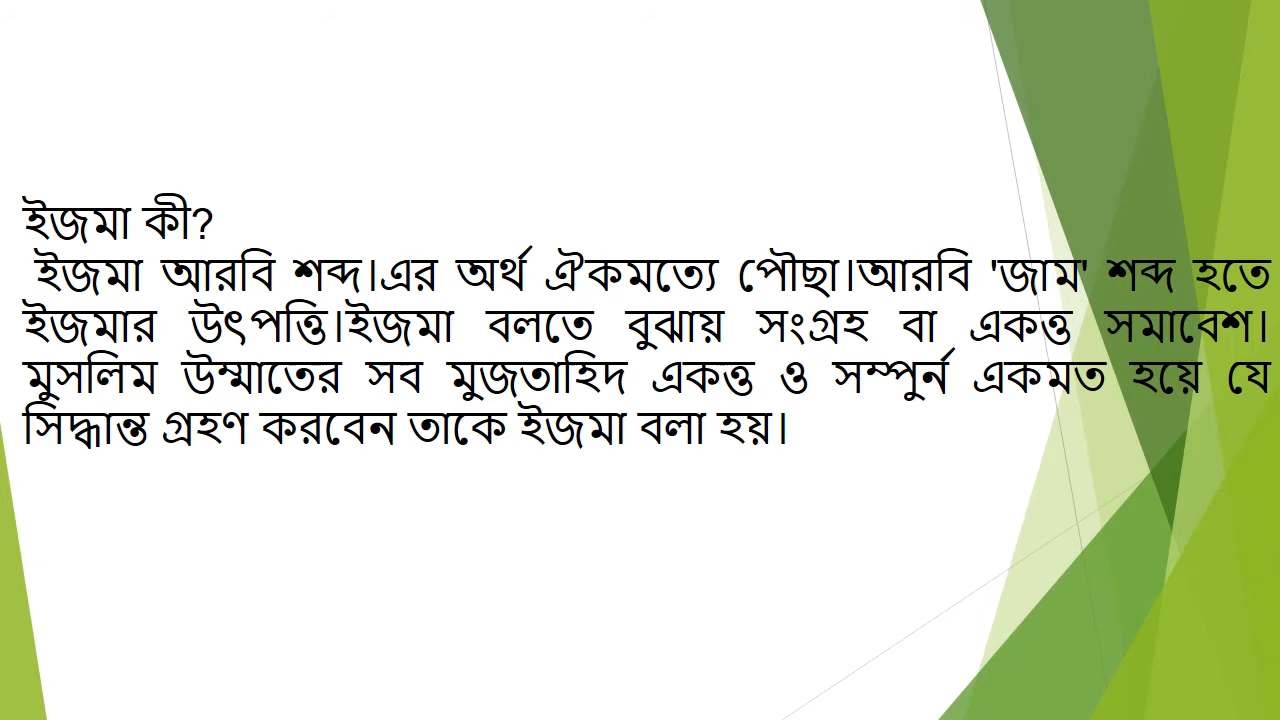 ইজমা কী?
ইজমা আরবি শব্দ।এর অর্থ ঐকমত্যে পৌছা।আরবি 'জাম' শব্দ হতে
ইজমার উৎপত্তি।ইজমা বলতে বুঝায় সংগ্রহ বা একত্ত সমাবেশ।
মুসলিম উম্মাতের সব মুজতাহিদ একত্ত ও সম্পুর্ন একমত হয়ে যে
সিদ্ধান্ত গ্রহণ করবেন তাকে ইজমা বলা হয়।